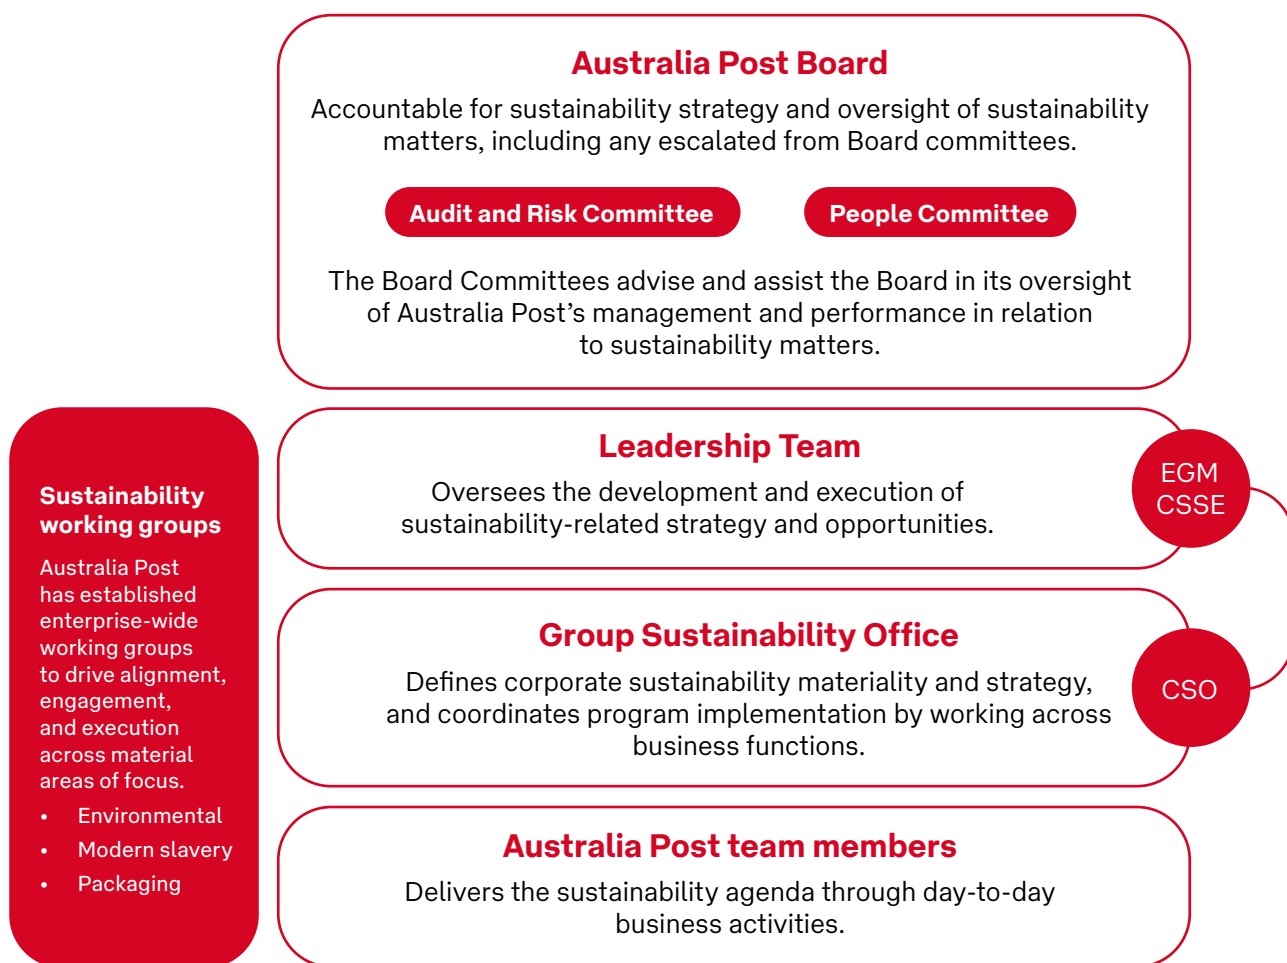 Australia Post Board
Accountable for sustainability strategy and oversight of sustainability
matters, including any escalated from Board committees.
Audit and Risk Committee
People Committee
The Board Committees advise and assist the Board in its oversight
of Australia Post’s management and performance in relation
to sustainability matters.
Sustainability
working groups
Australia Post
has established
enterprise-wide
working groups
to drive alignment,
engagement,
and execution
across material
areas of focus.
• Environmental
• Modern slavery
• Packaging
Leadership Team
Oversees the development and execution of
sustainability-related strategy and opportunities.
EGM
CSSE
Group Sustainability Office
Defines corporate sustainability materiality and strategy,
and coordinates program implementation by working across
business functions.
CSO
Australia Post team members
Delivers the sustainability agenda through day-to-day
business activities.